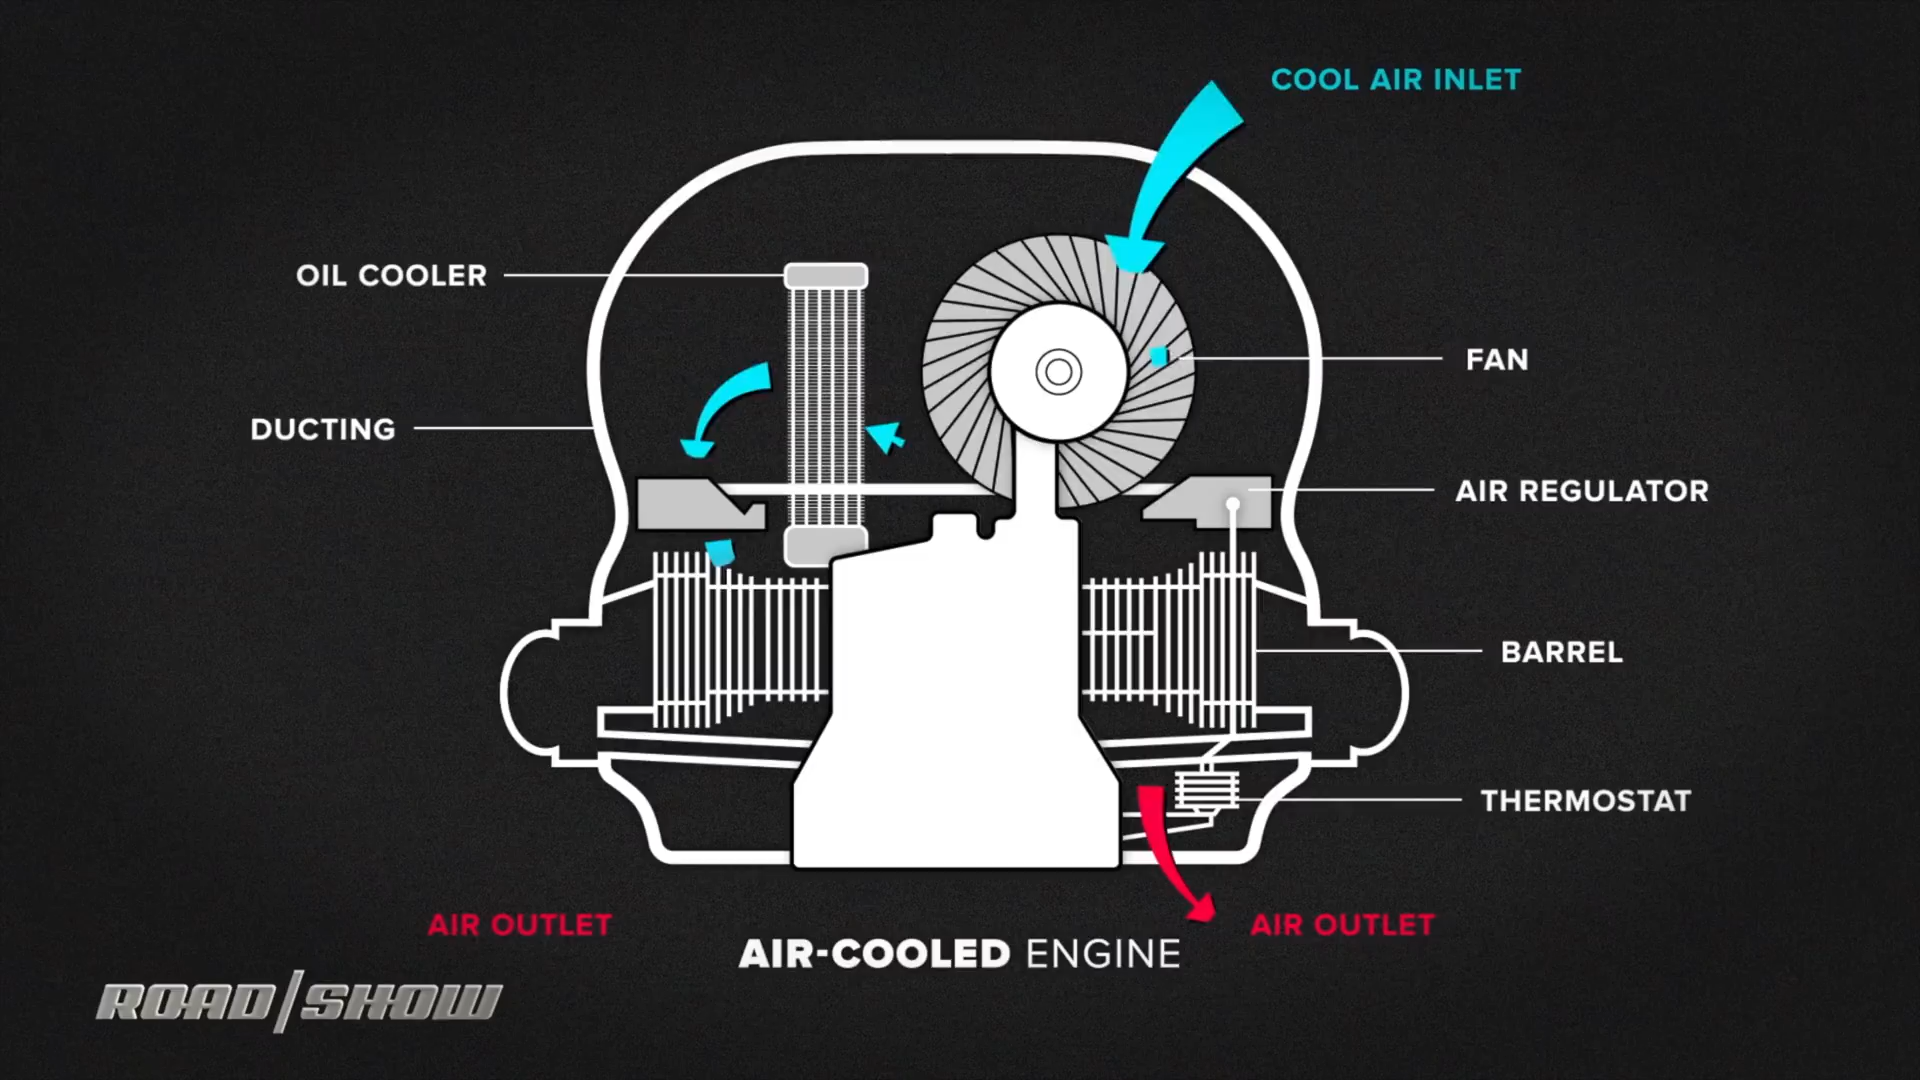 COOL AIR INLET
OIL COOLER
FAN
DUCTING
AIR REGULATOR
BARREL
THERMOSTAT
AIR OUTLET
AIR OUTLET
AIR-COOLED ENGINE
ROAD/SHOW